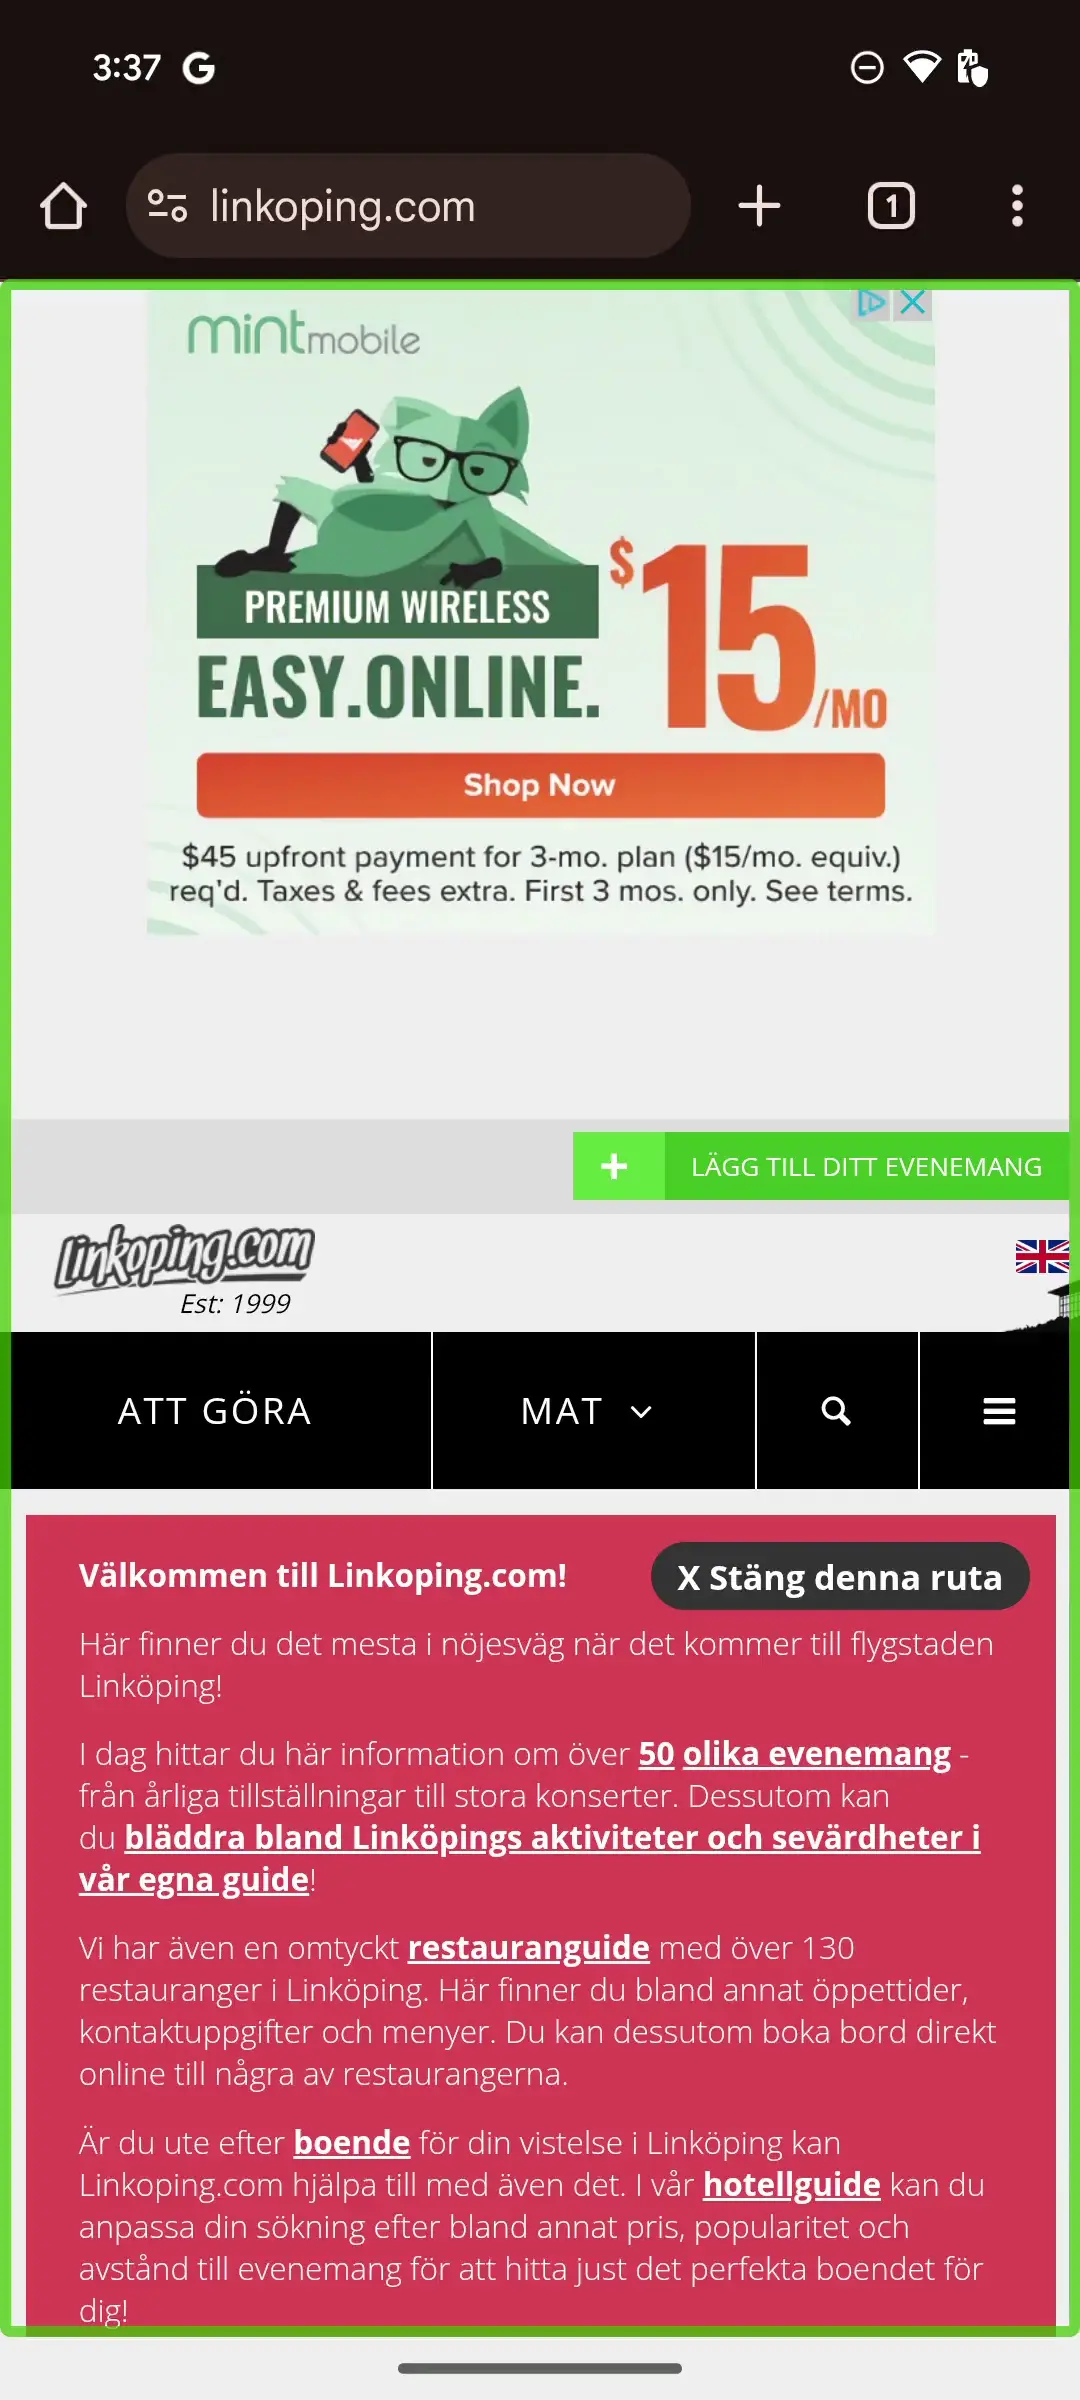 3:37
linkoping.com
1
mintmobile
PREMIUM WIRELESS
EASY.ONLINE.
$15/MO
Shop Now
$45 upfront payment for 3-mo. plan ($15/mo. equiv.)
req'd. Taxes & fees extra. First 3 mos. only. See terms.
+ LÄGG TILL DITT EVENEMANG
linkoping.com
Est: 1999
ATT GÖRA
MAT
Välkommen till Linkoping.com!
X Stäng denna ruta
Här finner du det mesta i nöjesväg när det kommer till flygstaden
Linköping!
I dag hittar du här information om över 50 olika evenemang -
från årliga tillställningar till stora konserter. Dessutom kan
du bläddra bland Linköpings aktiviteter och sevärdheter i
vår egna guide!
Vi har även en omtyckt restauranguide med över 130
restauranger i Linköping. Här finner du bland annat öppettider,
kontaktuppgifter och menyer. Du kan dessutom boka bord direkt
online till några av restaurangerna.
Är du ute efter boende för din vistelse i Linköping kan
Linkoping.com hjälpa till med även det. I vår hotellguide kan du
anpassa din sökning efter bland annat pris, popularitet och
avstånd till evenemang för att hitta just det perfekta boendet för
dig!